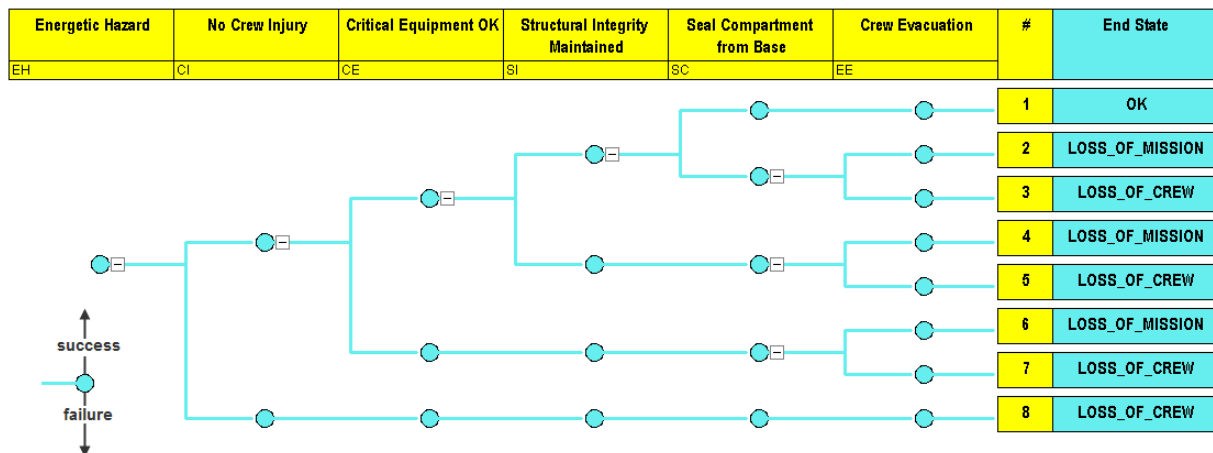 Energetic Hazard
No Crew Injury
Critical Equipment OK
Structural Integrity
Maintained
Seal Compartment
from Base
Crew Evacuation
#
End State
EH
CI
CE
SI
SC
EE
1
OK
2
LOSS_OF_MISSION
3
LOSS_OF_CREW
4
LOSS_OF_MISSION
5
LOSS_OF_CREW
6
LOSS_OF_MISSION
7
LOSS_OF_CREW
8
LOSS_OF_CREW
success
failure